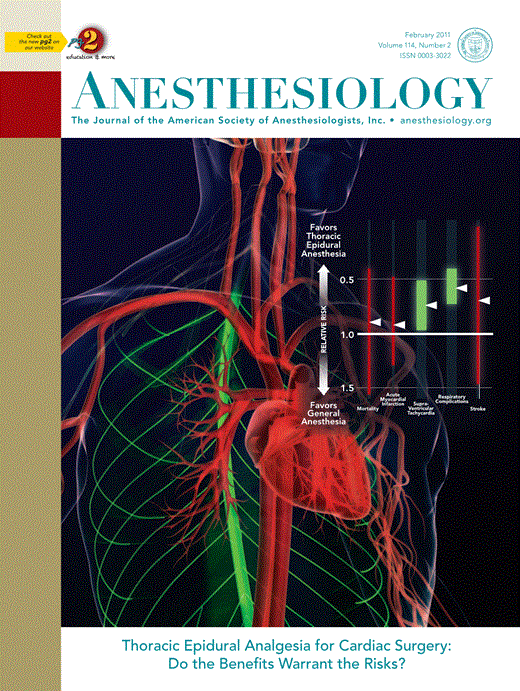 Check out
the new pg2 on
our website
pg2
education & more
February 2011
Volume 114, Number 2
ISSN 0003-3022
ANESTHESIOLOGY
The Journal of the American Society of Anesthesiologists, Inc. • anesthesiology.org
Favors
Thoracic
Epidural
Anesthesia
0.5
RELATIVE RISK
1.0
1.5
Favors
General
Anesthesia
Mortality
Acute
Myocardial
Infarction
Supra-
Ventricular
Tachycardia
Respiratory
Complications
Stroke
Thoracic Epidural Analgesia for Cardiac Surgery:
Do the Benefits Warrant the Risks?